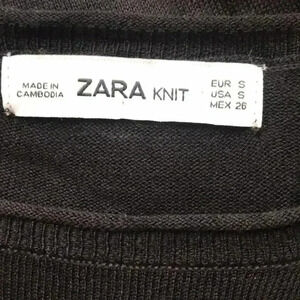 MADE IN
CAMBODIA
ZARA KNIT
EUR S
USA S
MEX 26